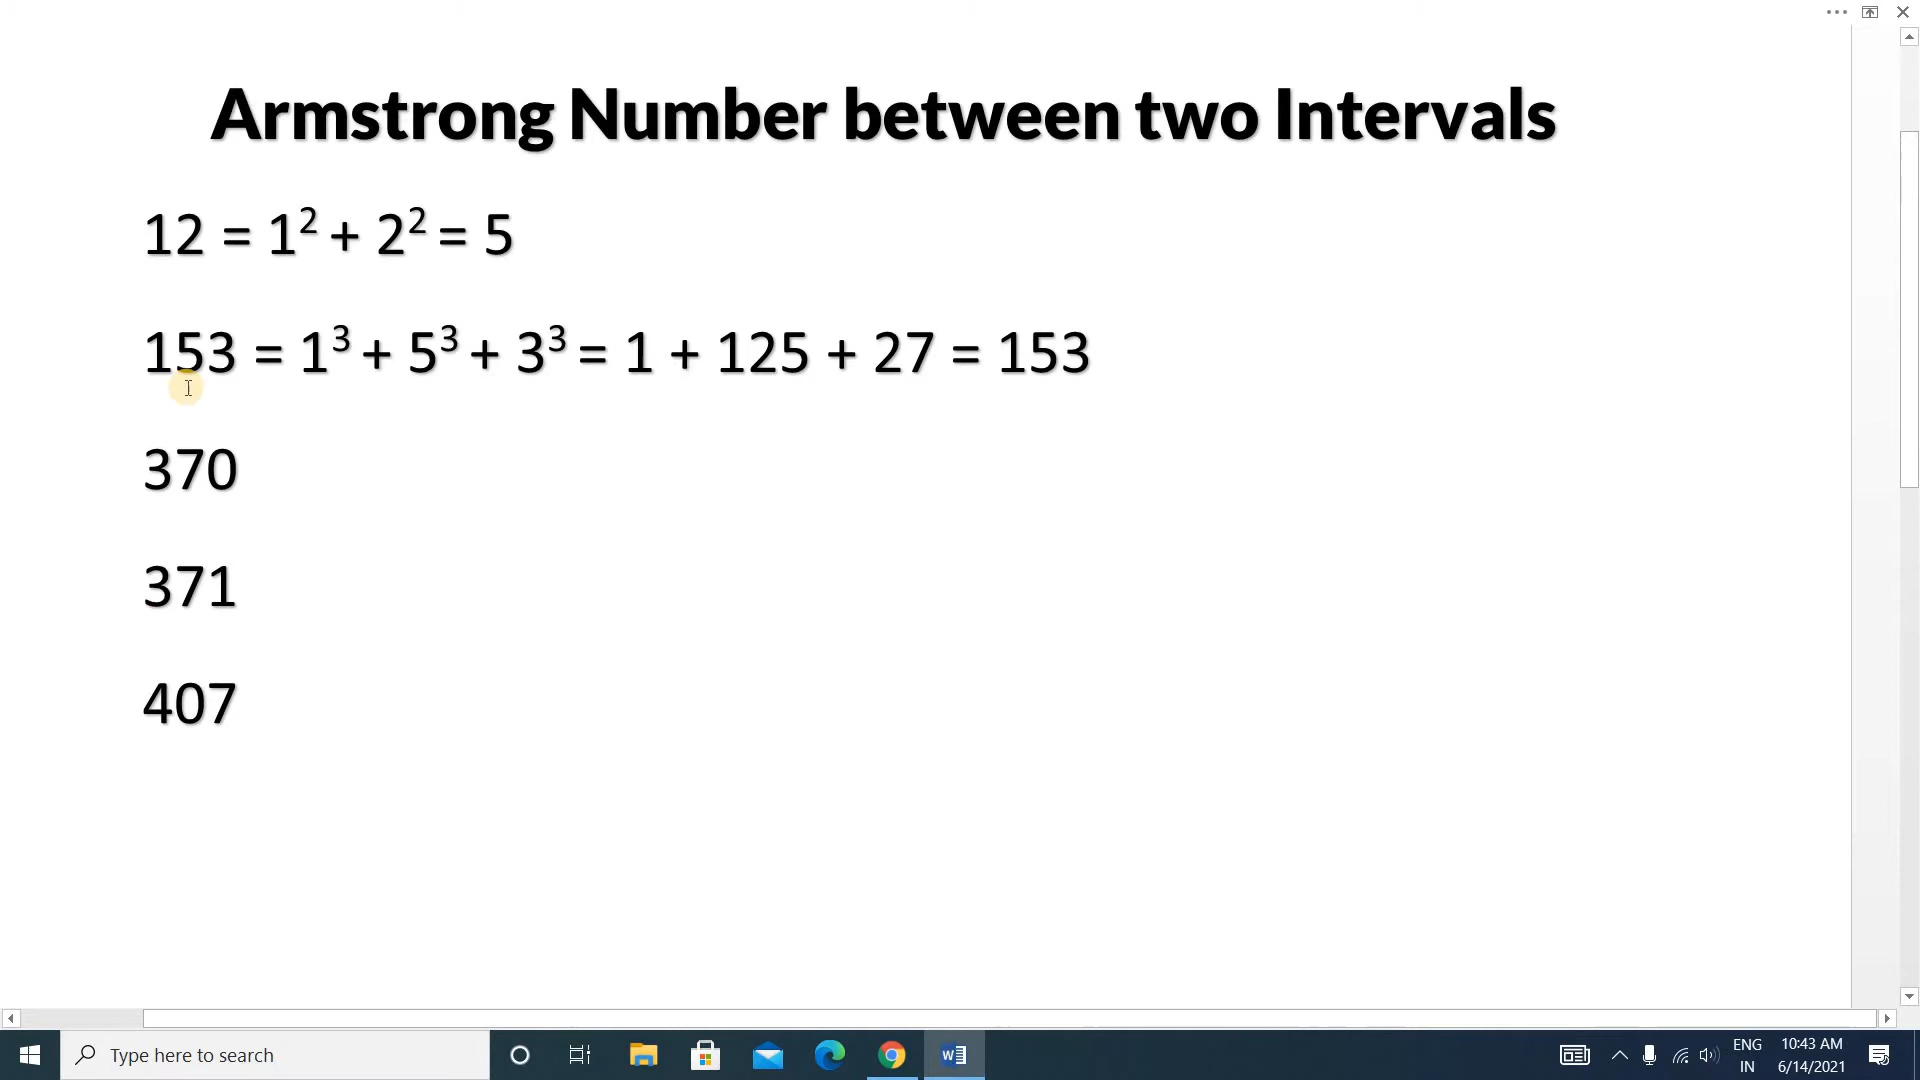 Armstrong Number between two Intervals
12 = 1² + 2² = 5
153 = 1³ + 5³ + 3³ = 1 + 125 + 27 = 153
370
371
407
Type here to search
ENG
IN
10:43 AM
6/14/2021